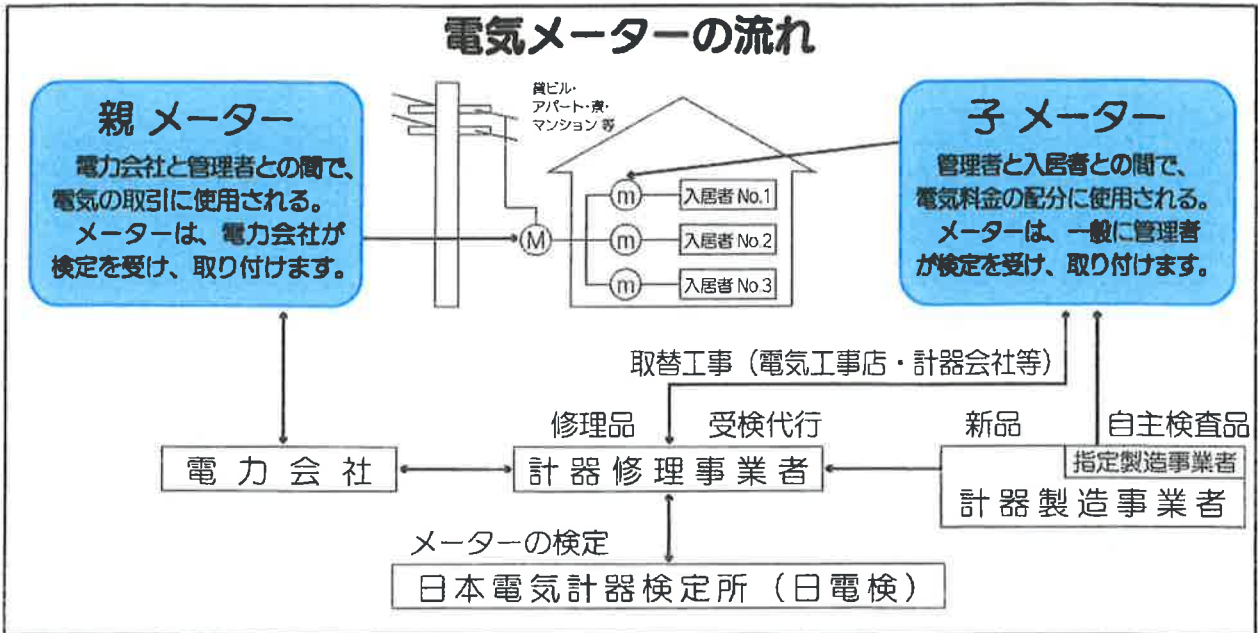 電気メーターの流れ
親 メーター
電力会社と管理者との間で、
電気の取引に使用される。
メーターは、電力会社が
検定を受け、取り付けます。
貸ビル・
アパート・寮・
マンション 等
M
m
入居者 No.1
m
入居者 No.2
m
入居者 No.3
子 メーター
管理者と入居者との間で、
電気料金の配分に使用される。
メーターは、一般に管理者
が検定を受け、取り付けます。
取替工事（電気工事店・計器会社等）
修理品
受検代行
新品
自主検査品
電力会社
計器修理事業者
指定製造事業者
計器製造事業者
メーターの検定
日本電気計器検定所（日電検）